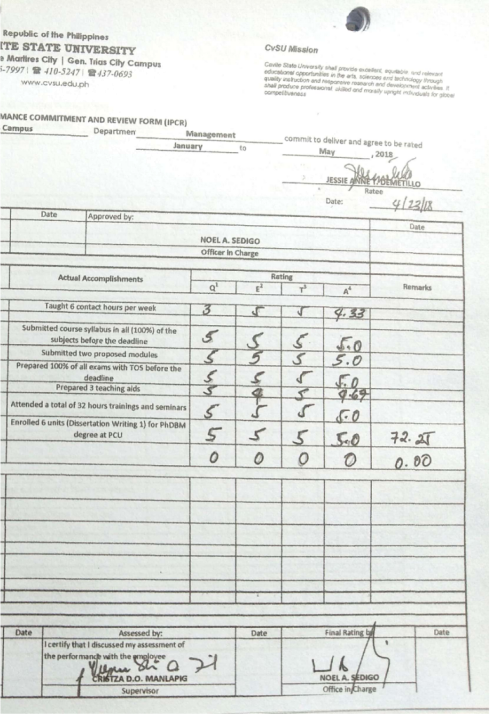 Republic of the Philippines
TE STATE UNIVERSITY
e Martires City | Gen. Trias City Campus
-7997 | ☎ 410-5247 | ☎ 437-0693
www.cvsu.edu.ph
CvSU Mission
Cavite State University shall provide excellent, equitable and relevant
educational opportunities in the arts, sciences and technology through
quality instruction and responsive research and development activities. It
shall produce professional, skilled and morally upright individuals for global
competitiveness
MANCE COMMITMENT AND REVIEW FORM (IPCR)
Campus Departmen Management commit to deliver and agree to be rated
January to May , 2018
JESSIE ANNE T. DEMETILLO
Ratee
Date: 4/23/18
Date Approved by: Date
NOEL A. SEDIGO
Officer in Charge
Actual Accomplishments Rating Remarks
Q¹ E² T³ A⁴
Taught 6 contact hours per week 3 5 5 4.33
Submitted course syllabus in all (100%) of the
subjects before the deadline 5 5 5 5.0
Submitted two proposed modules 5 5 5 5.0
Prepared 100% of all exams with TOS before the
deadline 5 5 5 5.0
Prepared 3 teaching aids 5 4 5 4.67
Attended a total of 32 hours trainings and seminars 5 5 5 5.0
Enrolled 6 units (Dissertation Writing 1) for PhDBM
degree at PCU 5 5 5 5.0 72.25
0 0 0 0 0.00
Date Assessed by: Date Final Rating by Date
I certify that I discussed my assessment of
the performance with the employee
CRISTZA D.O. MANLAPIG NOEL A. SEDIGO
Supervisor Office in Charge